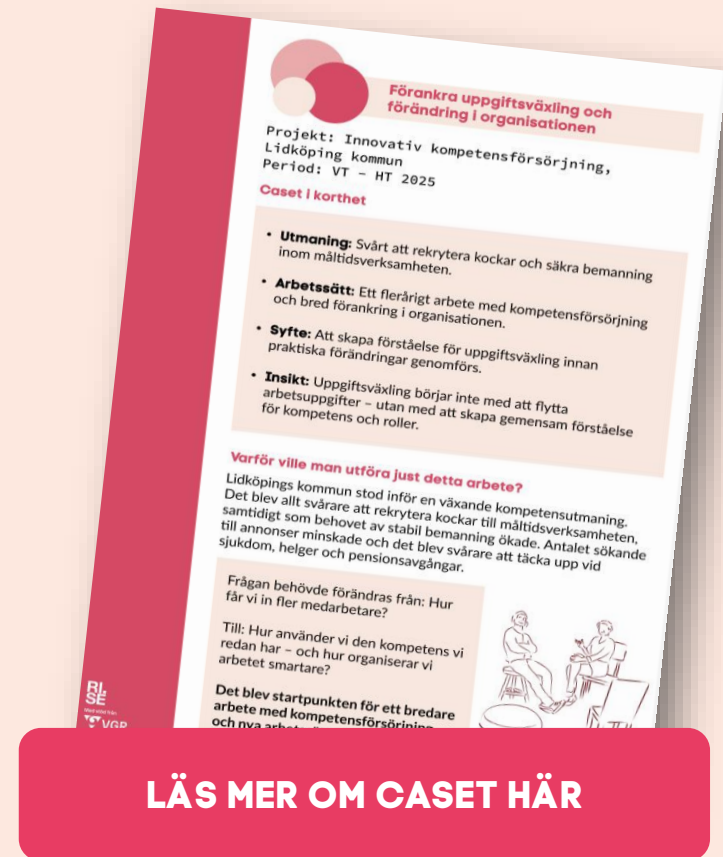 Förankra uppgiftsväxling och
förändring i organisationen
Projekt: Innovativ kompetensförsörjning,
Lidköping kommun
Period: VT – HT 2025
Caset i korthet
• Utmaning: Svårt att rekrytera kockar och säkra bemanning
inom måltidsverksamheten.
• Arbetssätt: Ett flerårigt arbete med kompetensförsörjning
och bred förankring i organisationen.
• Syfte: Att skapa förståelse för uppgiftsväxling innan
praktiska förändringar genomförs.
• Insikt: Uppgiftsväxling börjar inte med att flytta
arbetsuppgifter – utan med att skapa gemensam förståelse
för kompetens och roller.
Varför ville man utföra just detta arbete?
Lidköpings kommun stod inför en växande kompetensutmaning.
Det blev allt svårare att rekrytera kockar till måltidsverksamheten,
samtidigt som behovet av stabil bemanning ökade. Antalet sökande
till annonser minskade och det blev svårare att täcka upp vid
sjukdom, helger och pensionsavgångar.
Frågan behövde förändras från: Hur
får vi in fler medarbetare?
Till: Hur använder vi den kompetens vi
redan har – och hur organiserar vi
arbetet smartare?
Det blev startpunkten för ett bredare
arbete med kompetensförsörjning
och nya
RI.
SE
Med stöd från
VGR
LÄS MER OM CASET HÄR